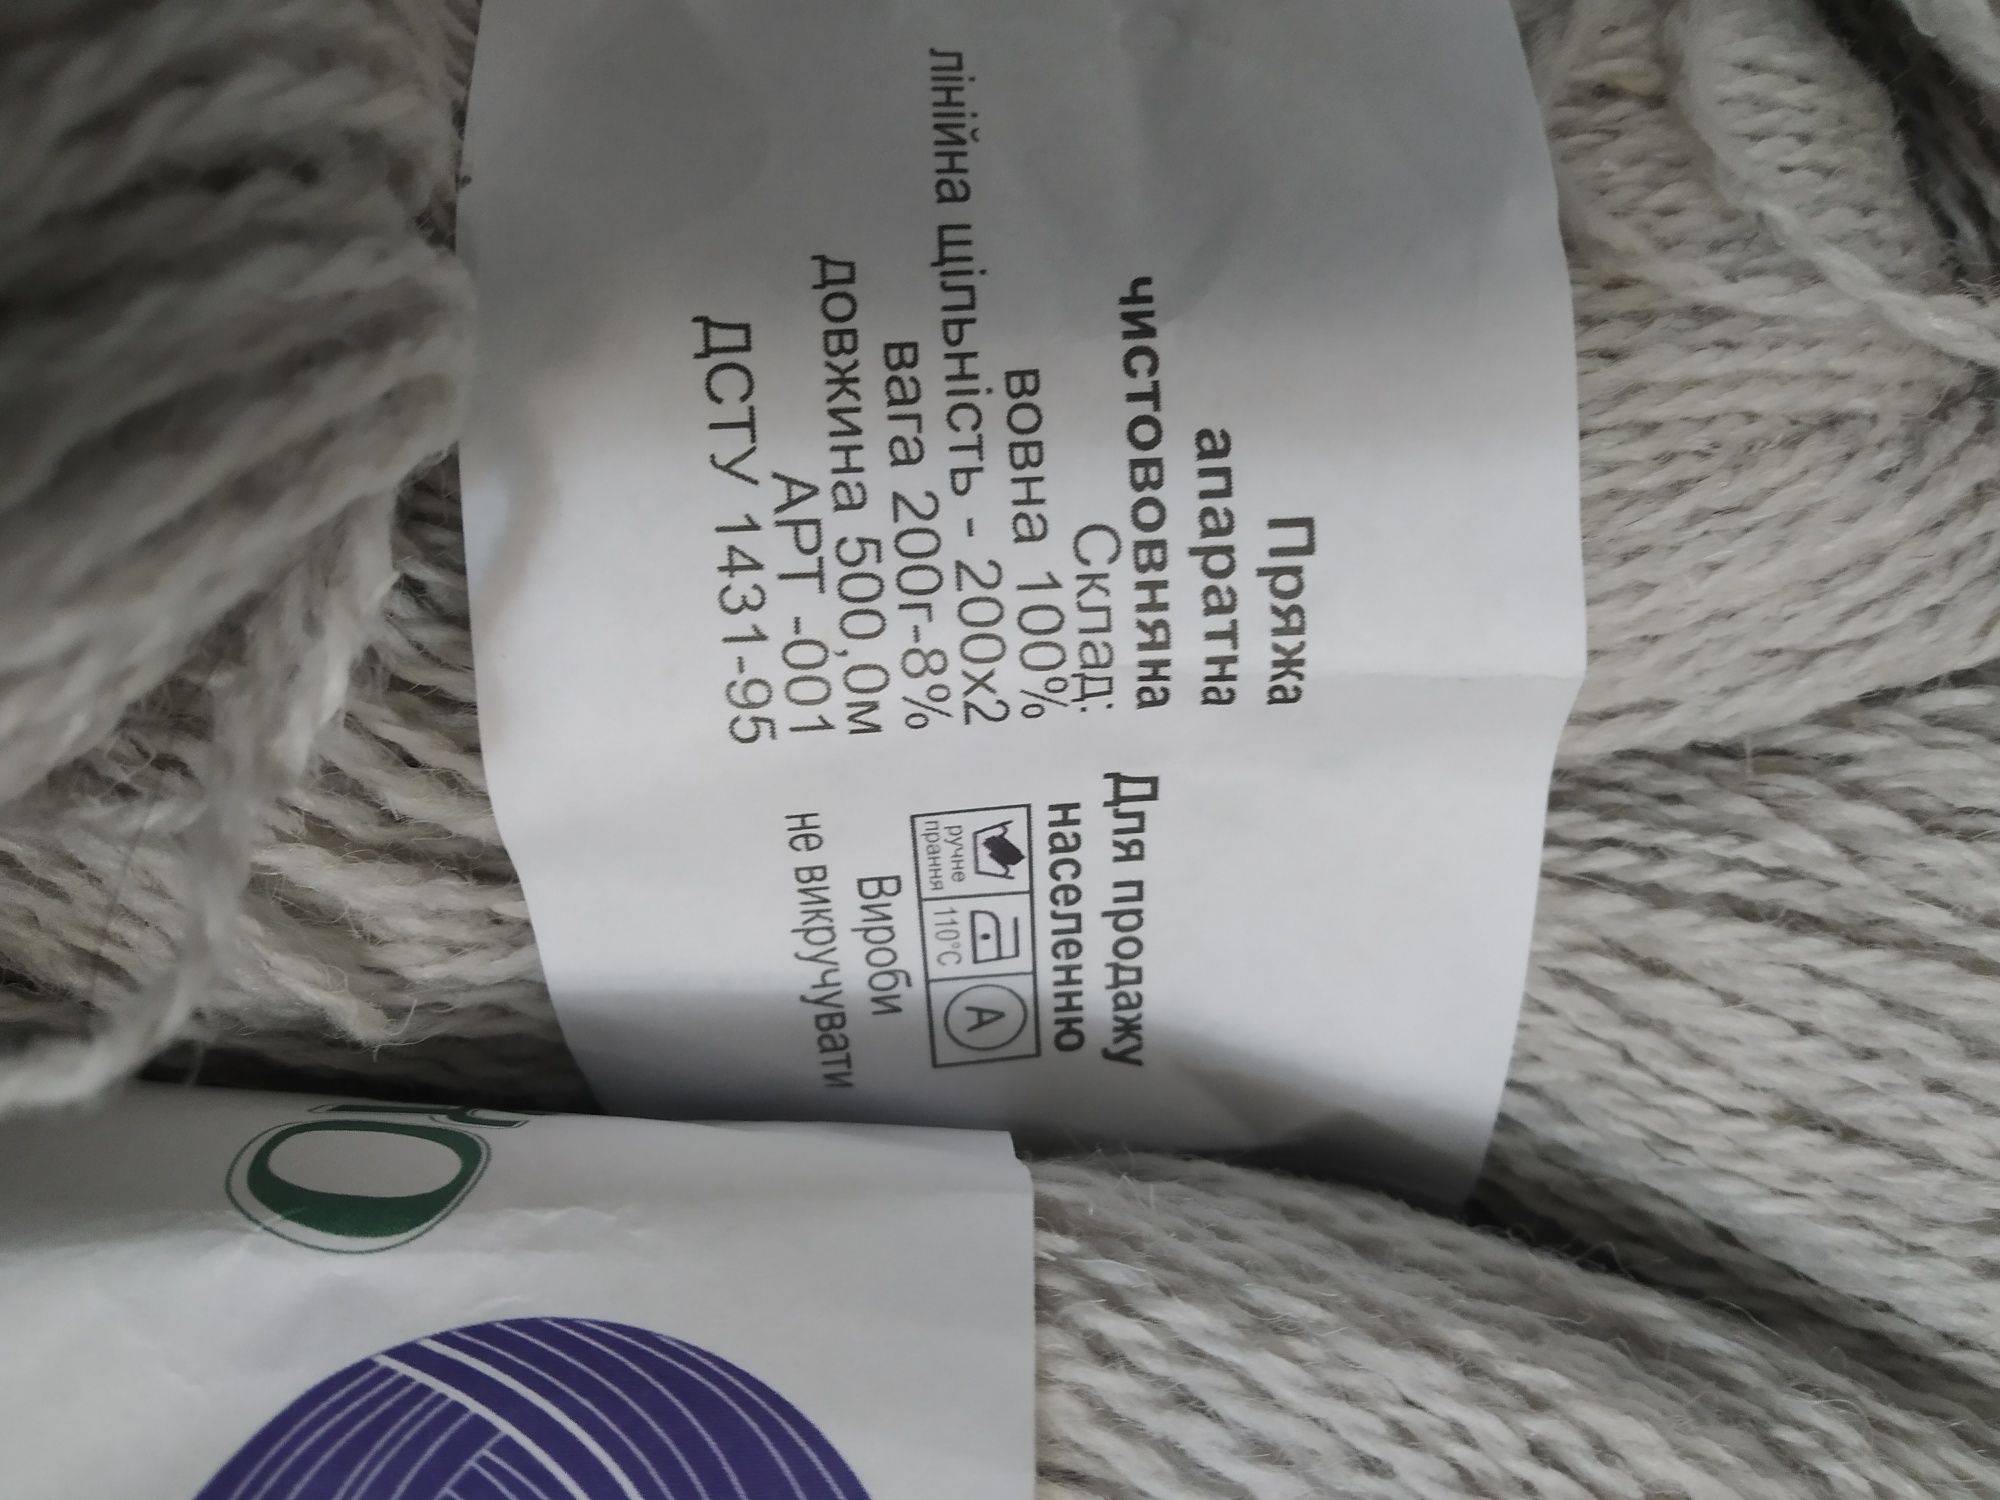 Пряжа
апаратна
чистововняна
Склад:
вовна 100%
лінійна щільність - 200х2
вага 200г-8%
довжина 500,0м
АРТ -001
ДСТУ 1431-95
Для продажу
населенню
ручне
прання
110°C
А
Вироби
не викручувати